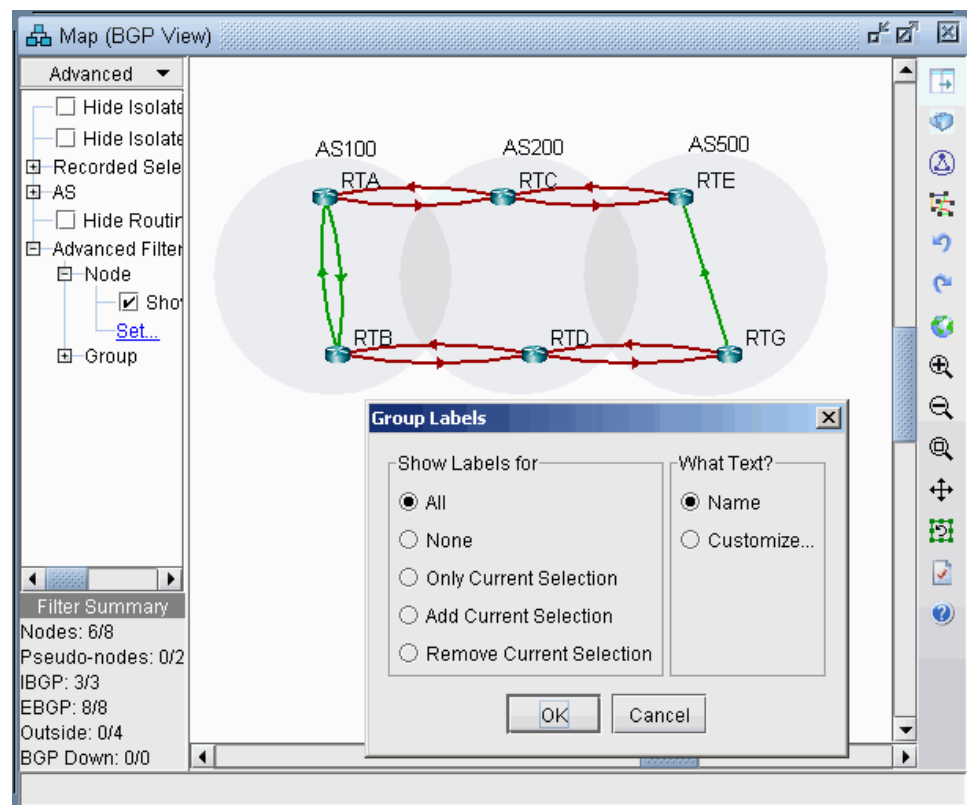 Map (BGP View)
Advanced
Hide Isolate
Hide Isolate
Recorded Sele
AS
Hide Routin
Advanced Filter
Node
Sho
Set...
Group
Filter Summary
Nodes: 6/8
Pseudo-nodes: 0/2
IBGP: 3/3
EBGP: 8/8
Outside: 0/4
BGP Down: 0/0
AS100
AS200
AS500
RTA
RTC
RTE
RTB
RTD
RTG
Group Labels
Show Labels for
All
None
Only Current Selection
Add Current Selection
Remove Current Selection
What Text?
Name
Customize...
OK
Cancel